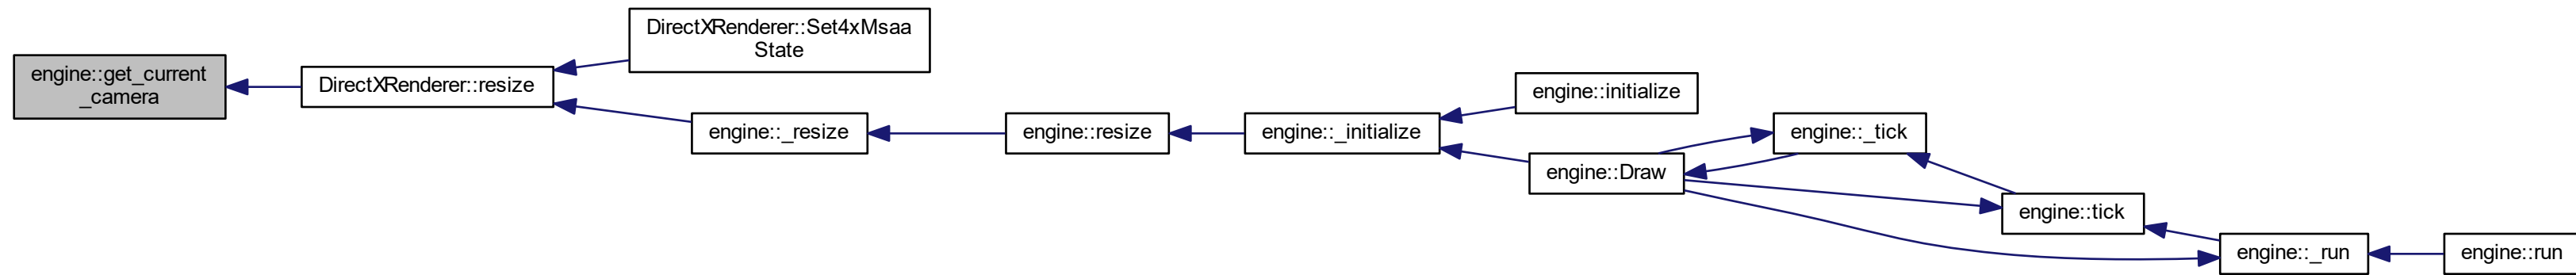 engine::get_current
_camera
DirectXRenderer::resize
DirectXRenderer::Set4xMsaa
State
engine::_resize
engine::resize
engine::_initialize
engine::initialize
engine::Draw
engine::_tick
engine::tick
engine::_run
engine::run